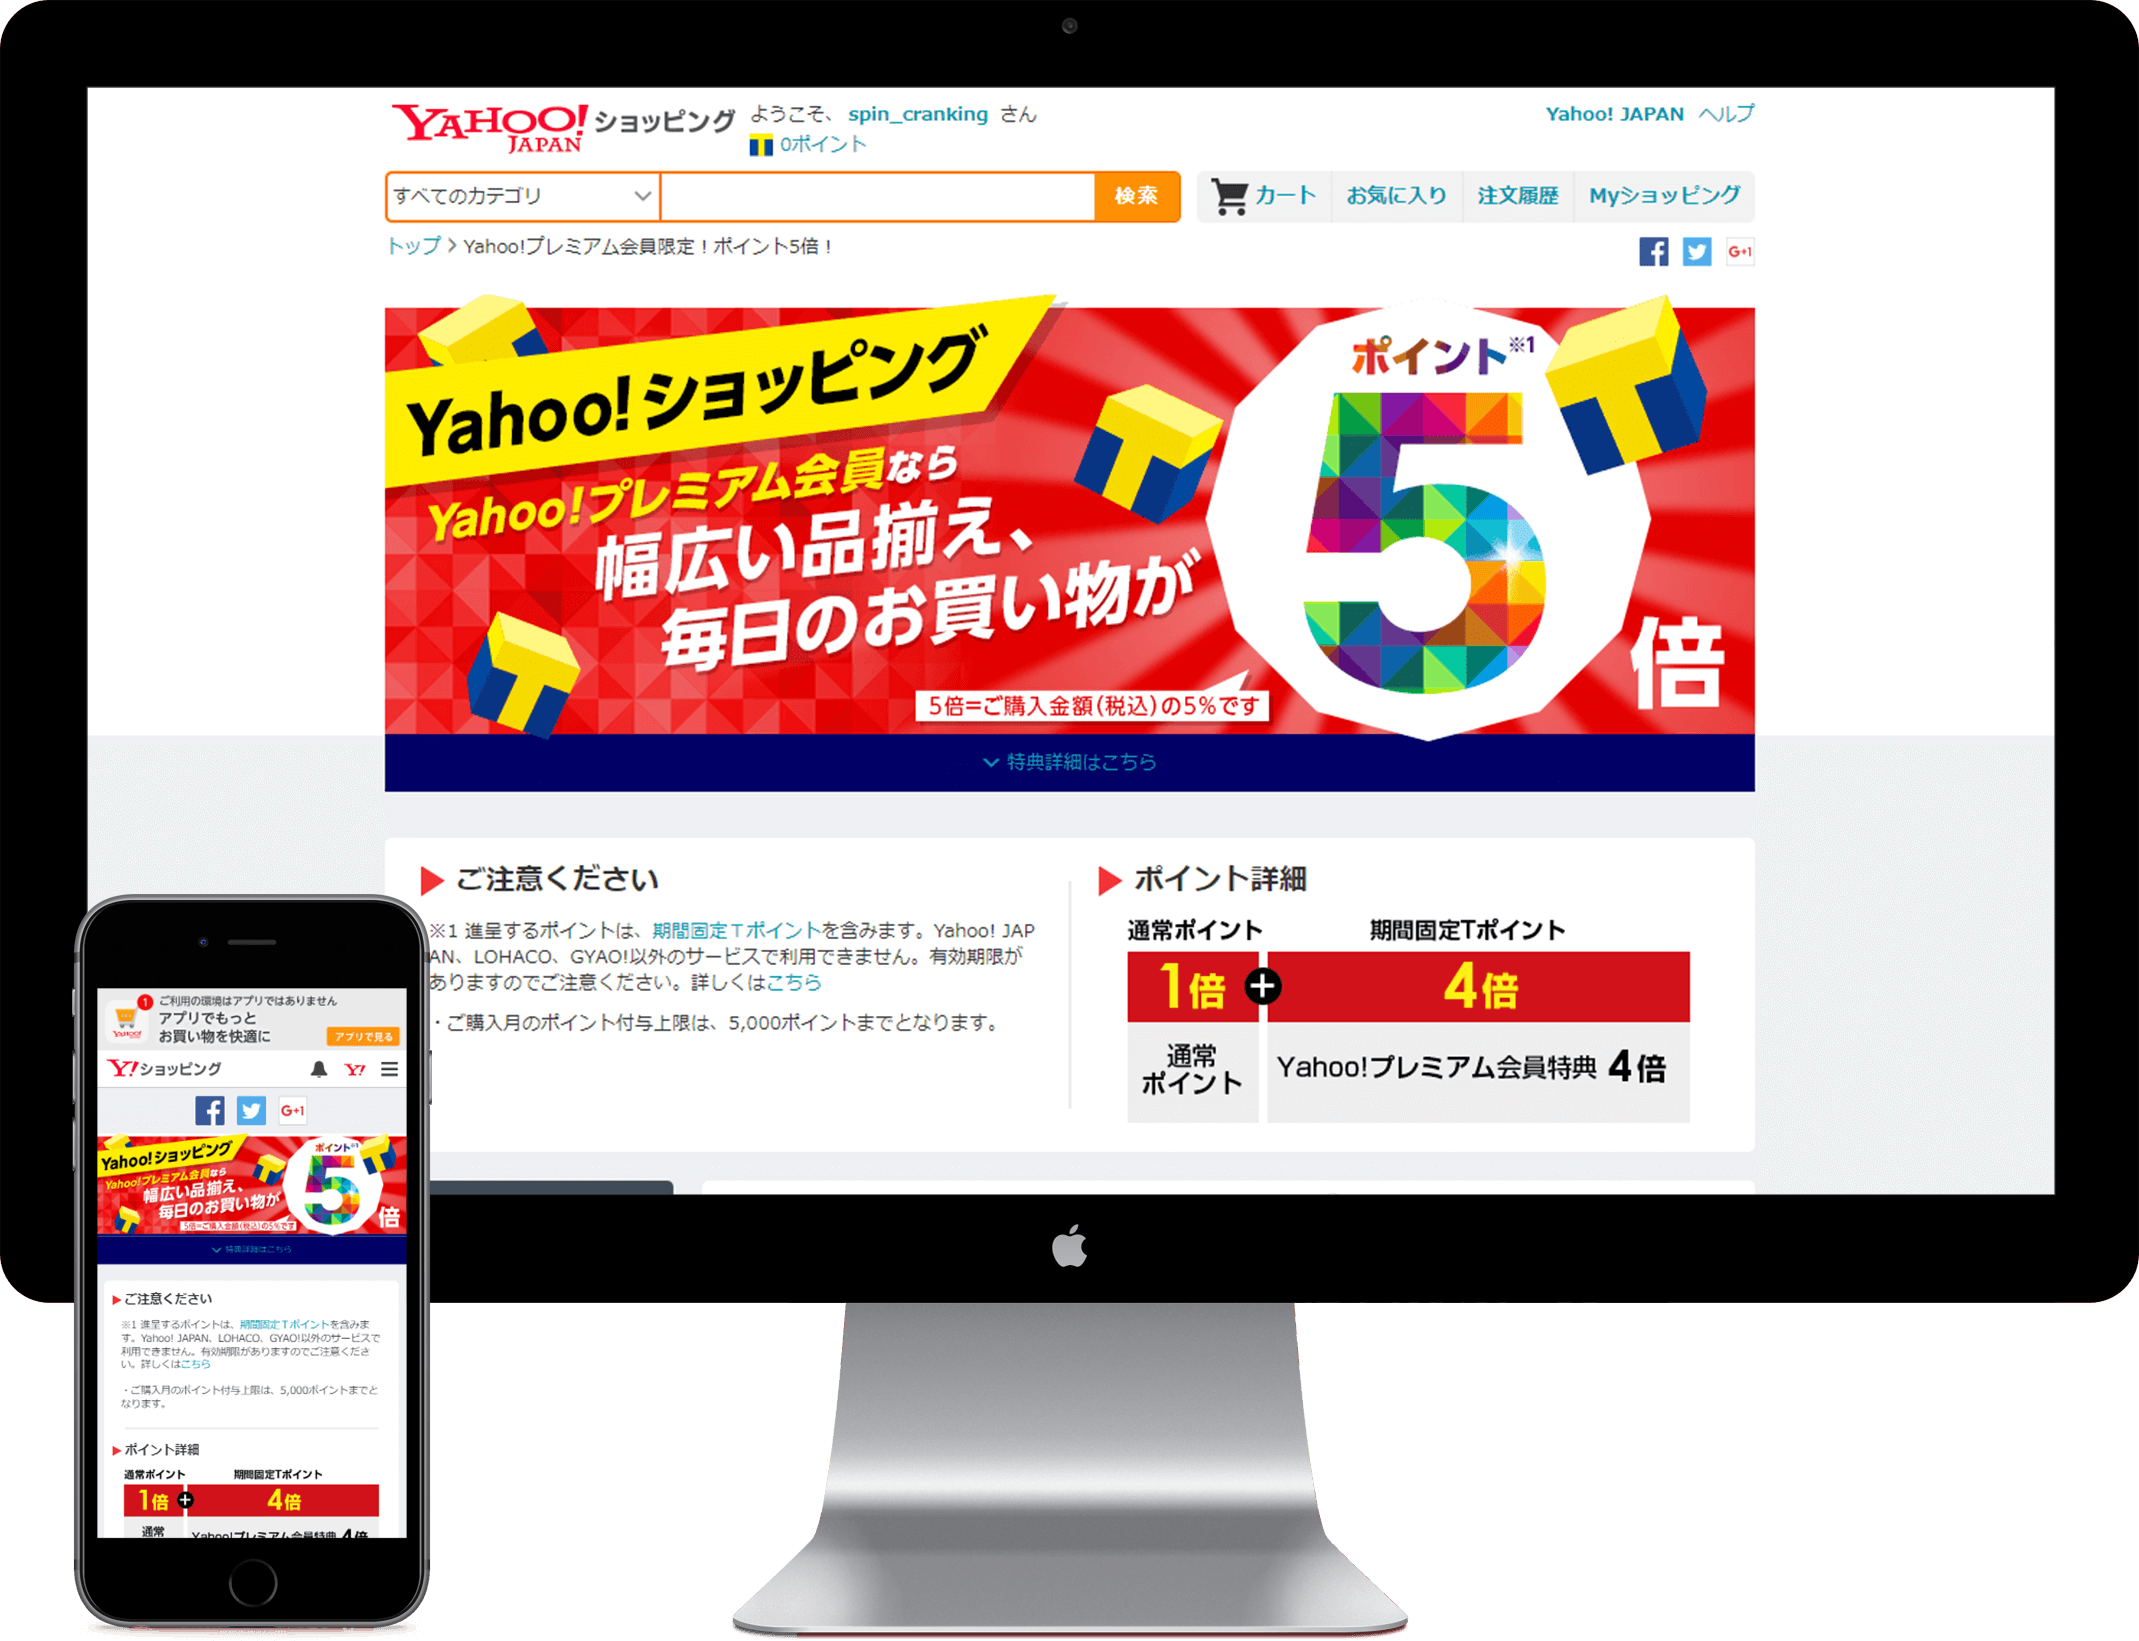 YAHOO! JAPAN ショッピング
ようこそ、 spin_cranking さん
0ポイント
Yahoo! JAPAN ヘルプ
すべてのカテゴリ
検索
カート お気に入り 注文履歴 Myショッピング
トップ > Yahoo!プレミアム会員限定！ポイント5倍！
G+1
Yahoo!ショッピング
Yahoo!プレミアム会員なら
幅広い品揃え、
毎日のお買い物が
ポイント※1
5倍
5倍=ご購入金額(税込)の5%です
特典詳細はこちら
ご注意ください
※1 進呈するポイントは、期間固定Ｔポイントを含みます。Yahoo! JAP
AN、LOHACO、GYAO!以外のサービスで利用できません。有効期限が
ありますのでご注意ください。詳しくはこちら
・ご購入月のポイント付与上限は、5,000ポイントまでとなります。
ポイント詳細
通常ポイント 期間固定Tポイント
1倍 + 4倍
通常
ポイント
Yahoo!プレミアム会員特典 4倍
1
YAHOO!
ご利用の環境はアプリではありません
アプリでもっと
お買い物を快適に
アプリで見る
Y!ショッピング
Y!
G+1
Yahoo!ショッピング
Yahoo!プレミアム会員なら
幅広い品揃え、
毎日のお買い物が
ポイント※1
5倍
5倍=ご購入金額(税込)の5%です
特典詳細はこちら
ご注意ください
※1 進呈するポイントは、期間固定Ｔポイントを含みま
す。Yahoo! JAPAN、LOHACO、GYAO!以外のサービスで
利用できません。有効期限がありますのでご注意くださ
い。詳しくはこちら
・ご購入月のポイント付与上限は、5,000ポイントまでと
なります。
ポイント詳細
通常ポイント 期間固定Tポイント
1倍 + 4倍
通常
Yahoo!プレミアム会員特典 4倍